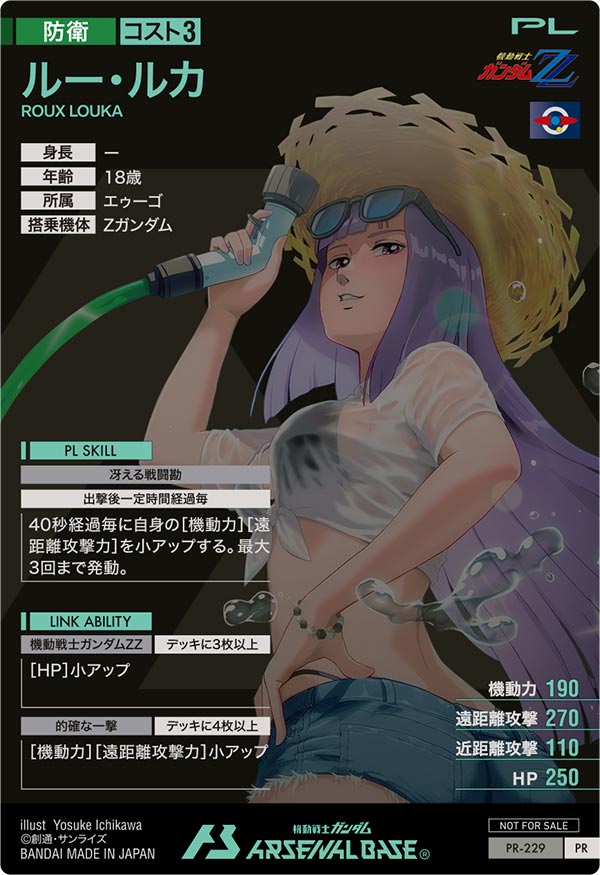 防衛 コスト3 PL
ルー・ルカ
ROUX LOUKA
機動戦士
ガンダムZZ
身長 ー
年齢 18歳
所属 エゥーゴ
搭乗機体 Zガンダム
PL SKILL
冴える戦闘勘
出撃後一定時間経過毎
40秒経過毎に自身の[機動力][遠
距離攻撃力]を小アップする。最大
3回まで発動。
LINK ABILITY
機動戦士ガンダムZZ デッキに3枚以上
[HP]小アップ
的確な一撃 デッキに4枚以上
[機動力][遠距離攻撃力]小アップ
機動力 190
遠距離攻撃 270
近距離攻撃 110
HP 250
illust Yosuke Ichikawa
©創通・サンライズ
BANDAI MADE IN JAPAN
機動戦士ガンダム
ARSENAL BASE®
NOT FOR SALE
PR-229 PR